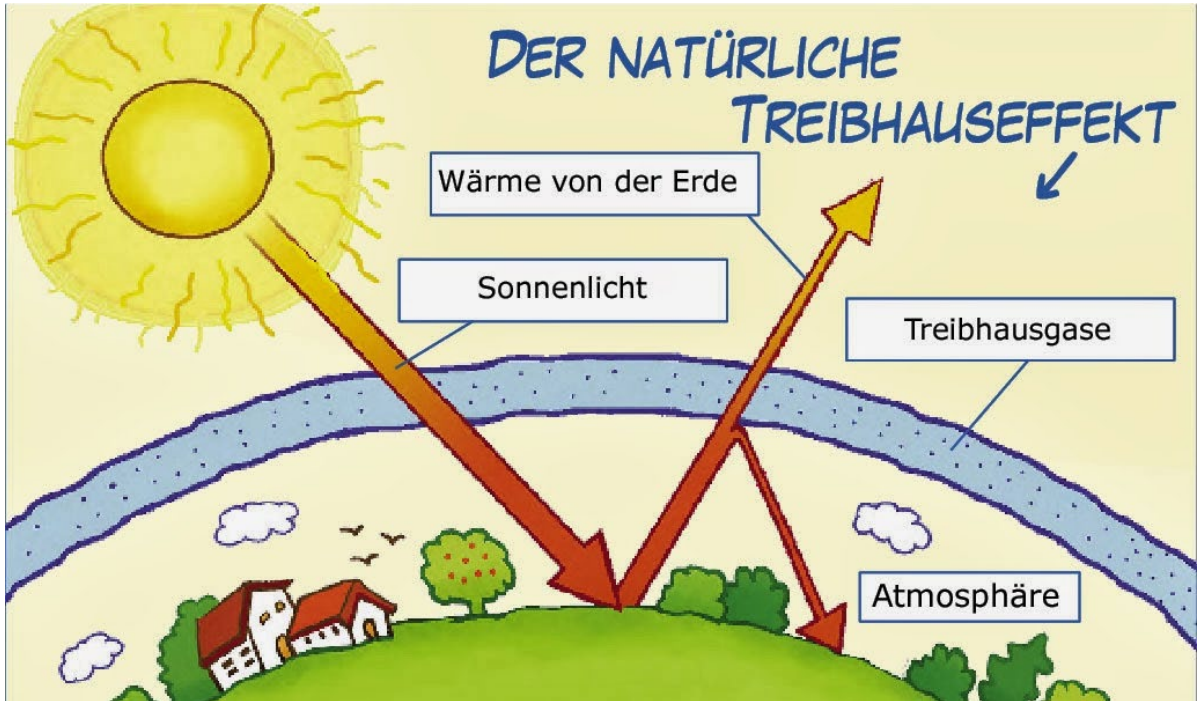 DER NATÜRLICHE
TREIBHAUSEFFEKT
Wärme von der Erde
Sonnenlicht
Treibhausgase
Atmosphäre